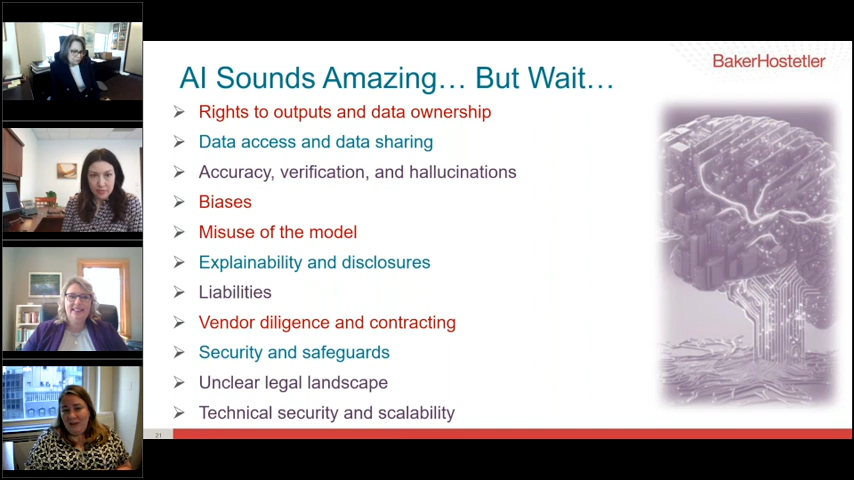 BakerHostetler
AI Sounds Amazing… But Wait…
Rights to outputs and data ownership
Data access and data sharing
Accuracy, verification, and hallucinations
Biases
Misuse of the model
Explainability and disclosures
Liabilities
Vendor diligence and contracting
Security and safeguards
Unclear legal landscape
Technical security and scalability
21